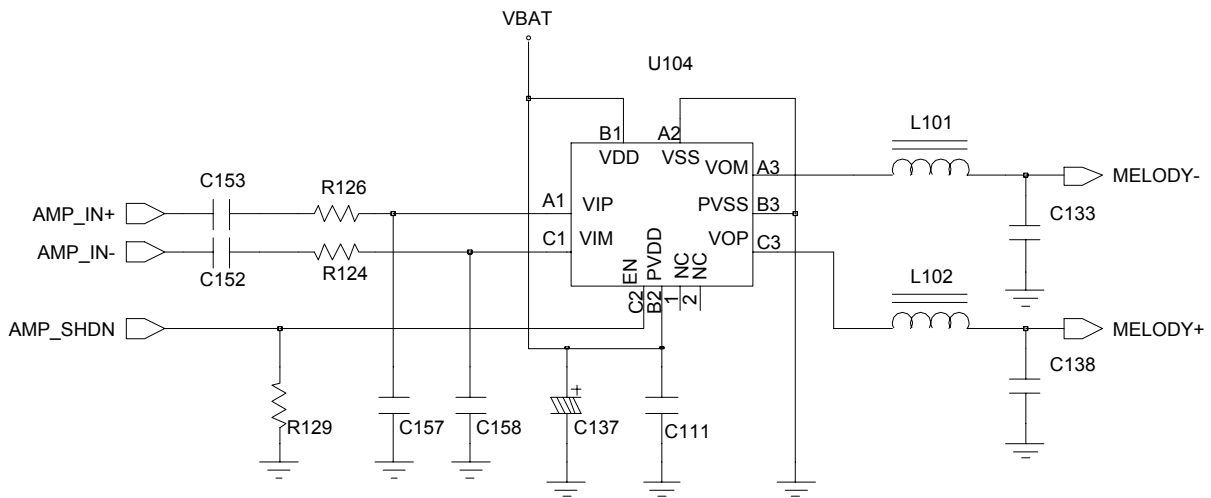 VBAT
U104
B1
A2
L101
VDD
VSS
VOM
A3
MELODY-
C153
R126
AMP_IN+
A1
VIP
PVSS
B3
C133
AMP_IN-
C1
VIM
VOP
C3
C152
R124
EN
PVDD
NC
NC
C2
B2
1
2
L102
AMP_SHDN
MELODY+
C138
+
R129
C157
C158
C137
C111